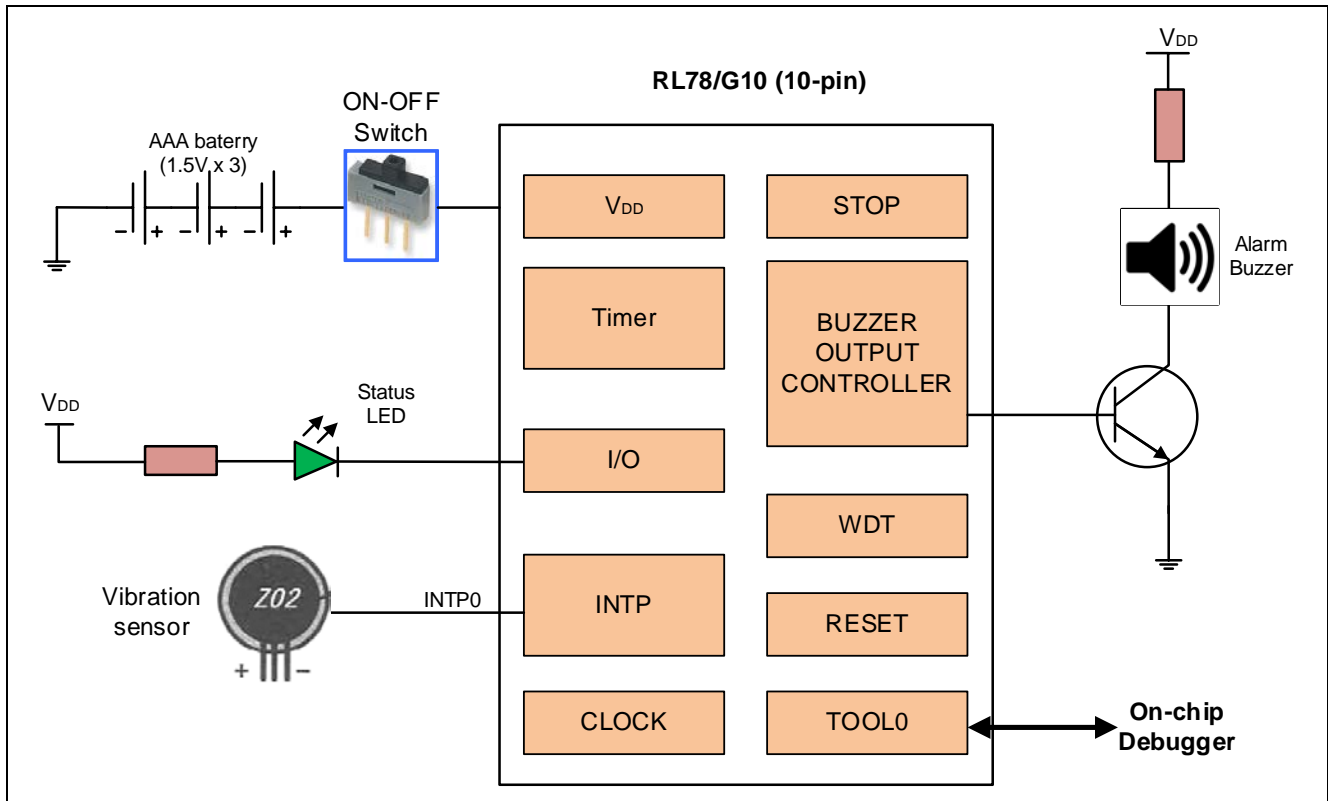 RL78/G10 (10-pin)
VDD
ON-OFF
Switch
AAA baterry
(1.5V x 3)
– + – + – +
VDD
STOP
Timer
BUZZER
OUTPUT
CONTROLLER
Alarm
Buzzer
VDD
Status
LED
I/O
WDT
Vibration
sensor
Z02
+ –
INTP0
INTP
RESET
CLOCK
TOOL0
On-chip
Debugger